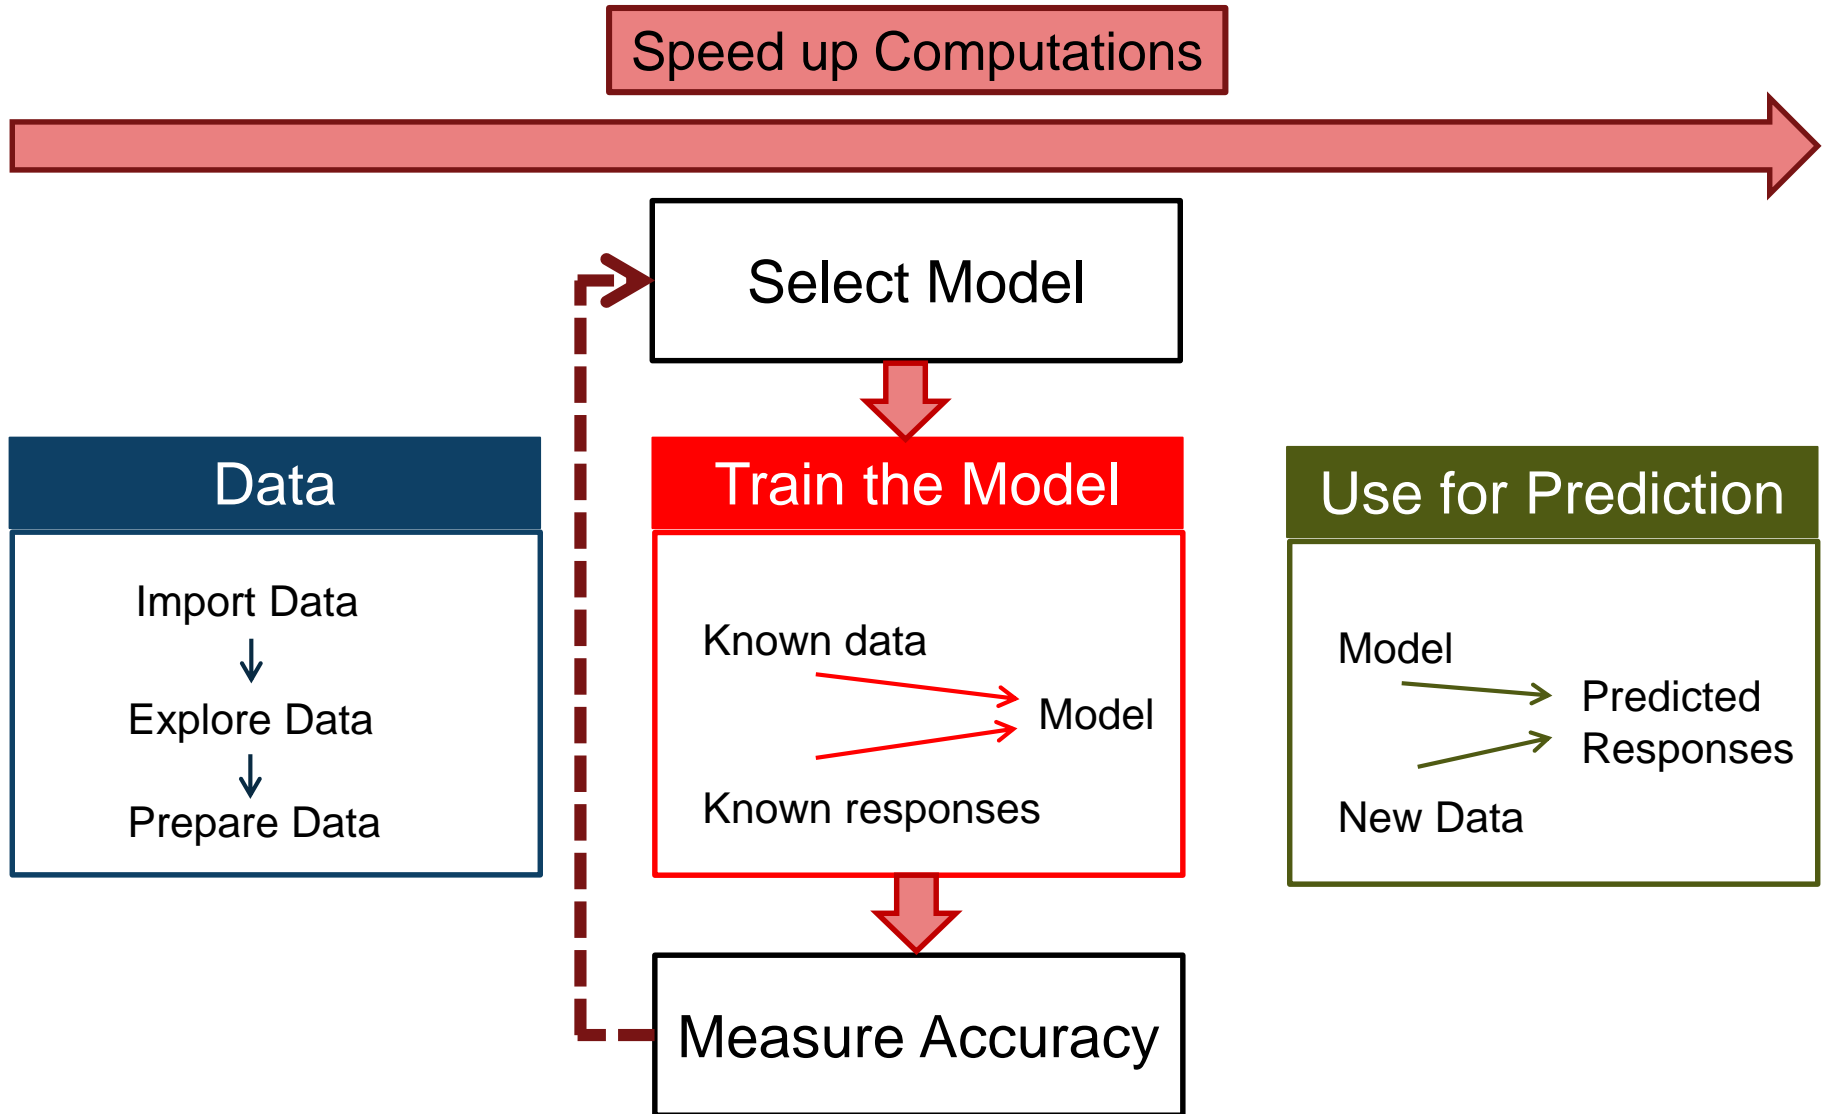 Speed up Computations
Select Model
Data
Import Data
Explore Data
Prepare Data
Train the Model
Known data
Model
Known responses
Measure Accuracy
Use for Prediction
Model
Predicted
Responses
New Data